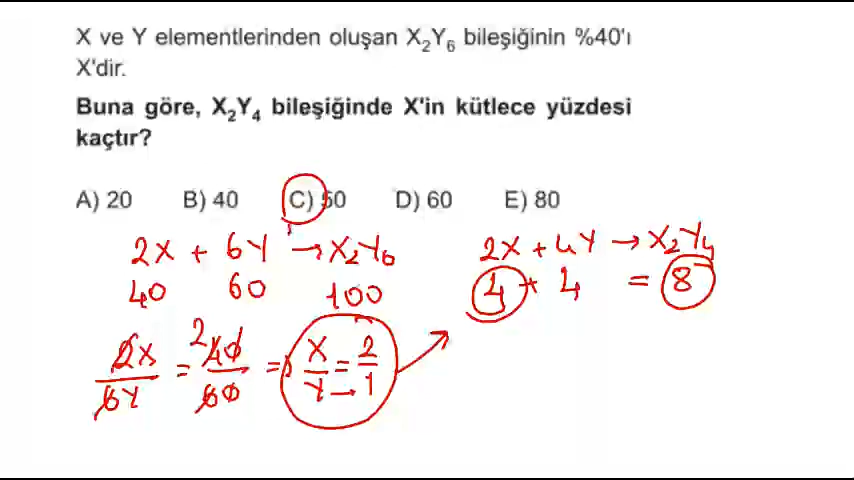 X ve Y elementlerinden oluşan X₂Y₆ bileşiğinin %40'ı
X'dir.
Buna göre, X₂Y₄ bileşiğinde X'in kütlece yüzdesi
kaçtır?
A) 20 B) 40 C) 50 D) 60 E) 80
2X + 6Y → X₂Y₆
40 60 100
2X/6Y = 2 40/60 => X/Y = 2/1
2X + 4Y → X₂Y₄
4 + 4 = 8